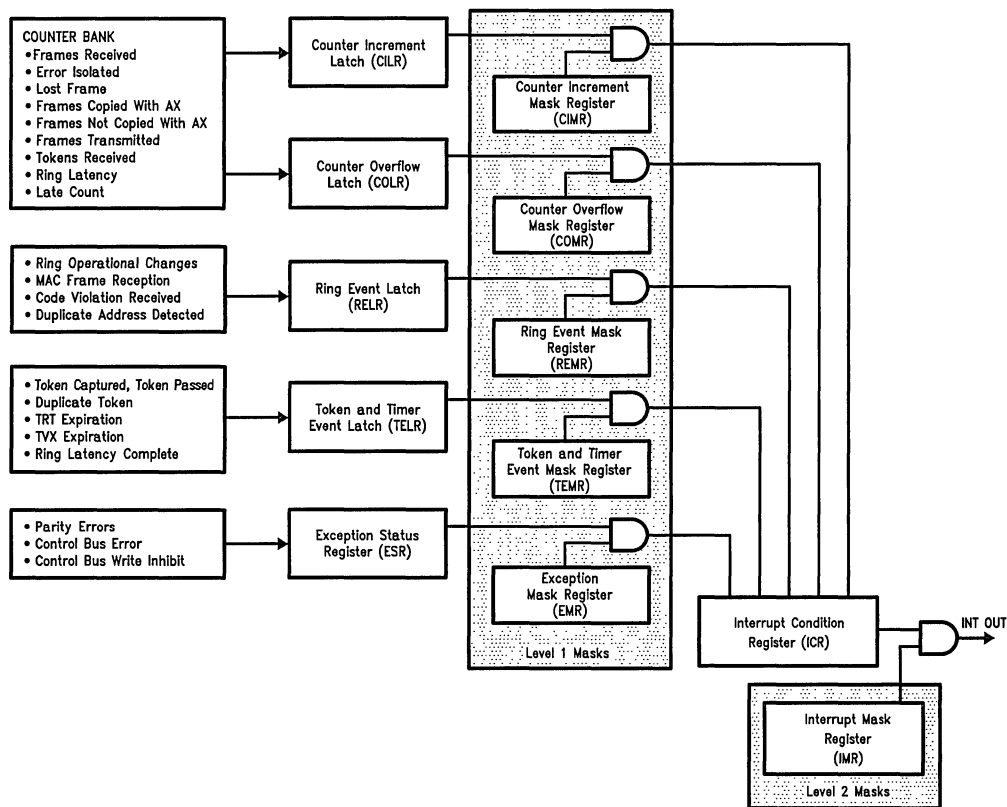 COUNTER BANK
•Frames Received
• Error Isolated
• Lost Frame
• Frames Copied With AX
• Frames Not Copied With AX
• Frames Transmitted
• Tokens Received
• Ring Latency
• Late Count
Counter Increment
Latch (CILR)
Counter Increment
Mask Register
(CIMR)
Counter Overflow
Latch (COLR)
Counter Overflow
Mask Register
(COMR)
• Ring Operational Changes
• MAC Frame Reception
• Code Violation Received
• Duplicate Address Detected
Ring Event Latch
(RELR)
Ring Event Mask
Register
(REMR)
• Token Captured, Token Passed
• Duplicate Token
• TRT Expiration
• TVX Expiration
• Ring Latency Complete
Token and Timer
Event Latch (TELR)
Token and Timer
Event Mask Register
(TEMR)
• Parity Errors
• Control Bus Error
• Control Bus Write Inhibit
Exception Status
Register (ESR)
Exception
Mask Register
(EMR)
Level 1 Masks
Interrupt Condition
Register (ICR)
INT OUT
Interrupt Mask
Register
(IMR)
Level 2 Masks